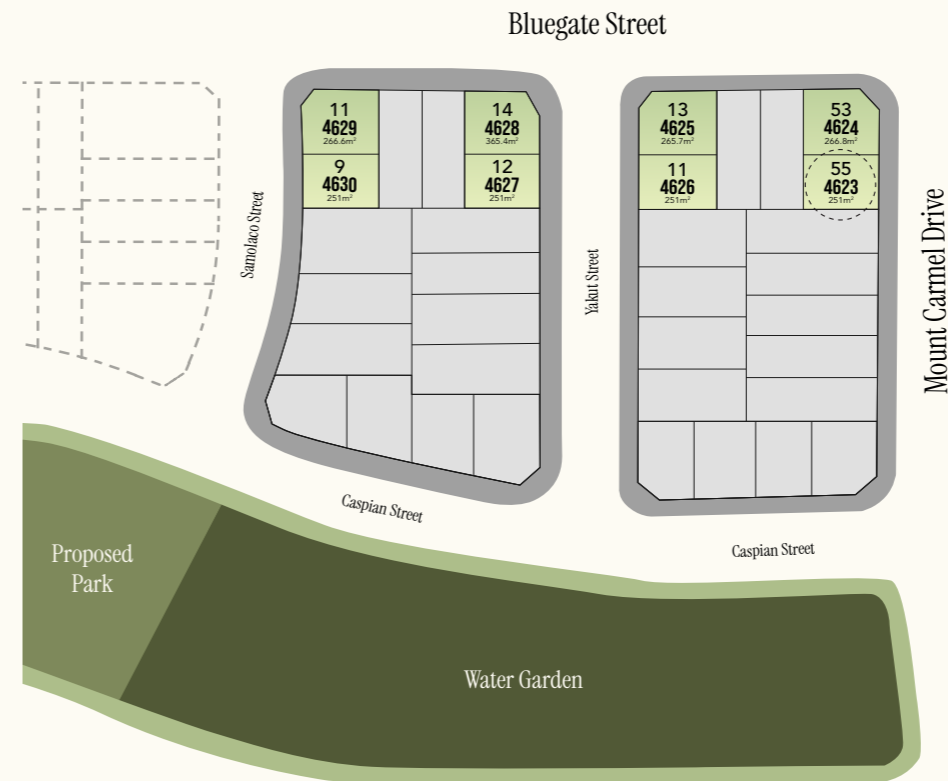 Bluegate Street
11
4629
266.6m²
14
4628
365.4m²
13
4625
265.7m²
53
4624
266.8m²
9
4630
251m²
12
4627
251m²
11
4626
251m²
55
4623
251m²
Samolaco Street
Yakut Street
Mount Carmel Drive
Caspian Street
Caspian Street
Proposed
Park
Water Garden